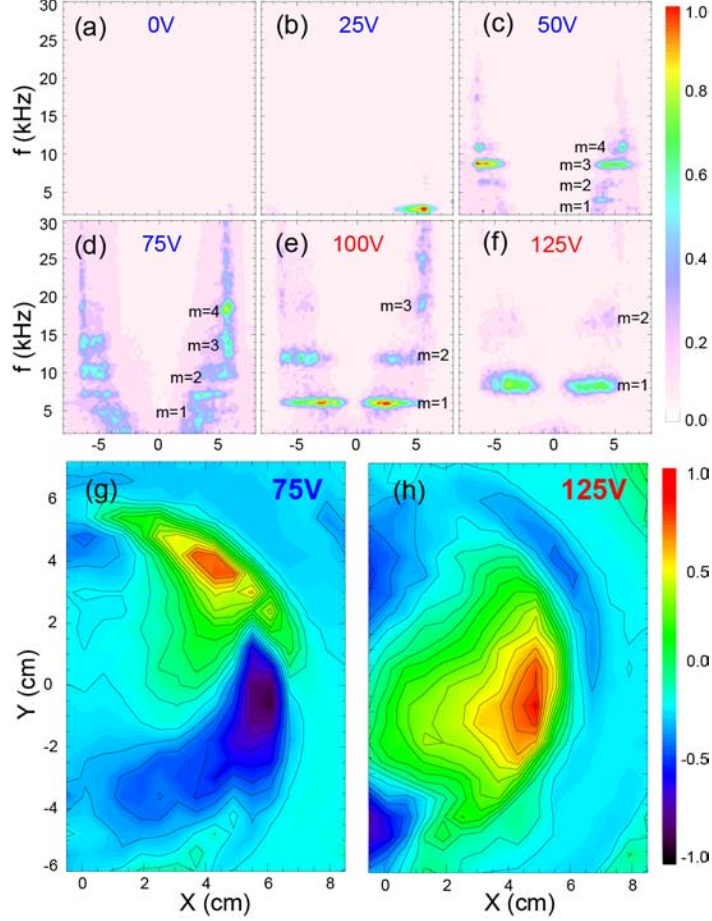 (a) 0V
(b) 25V
(c) 50V
30
25
20
15
10
5
f (kHz)
m=4
m=3
m=2
m=1
1.0
0.8
0.6
0.4
0.2
0.0
(d) 75V
(e) 100V
(f) 125V
30
25
20
15
10
5
f (kHz)
m=4
m=3
m=2
m=1
m=3
m=2
m=1
m=2
m=1
-5 0 5
-5 0 5
-5 0 5
(g) 75V
(h) 125V
6
4
2
0
-2
-4
-6
Y (cm)
0 2 4 6 8
X (cm)
0 2 4 6 8
X (cm)
1.0
0.5
0.0
-0.5
-1.0